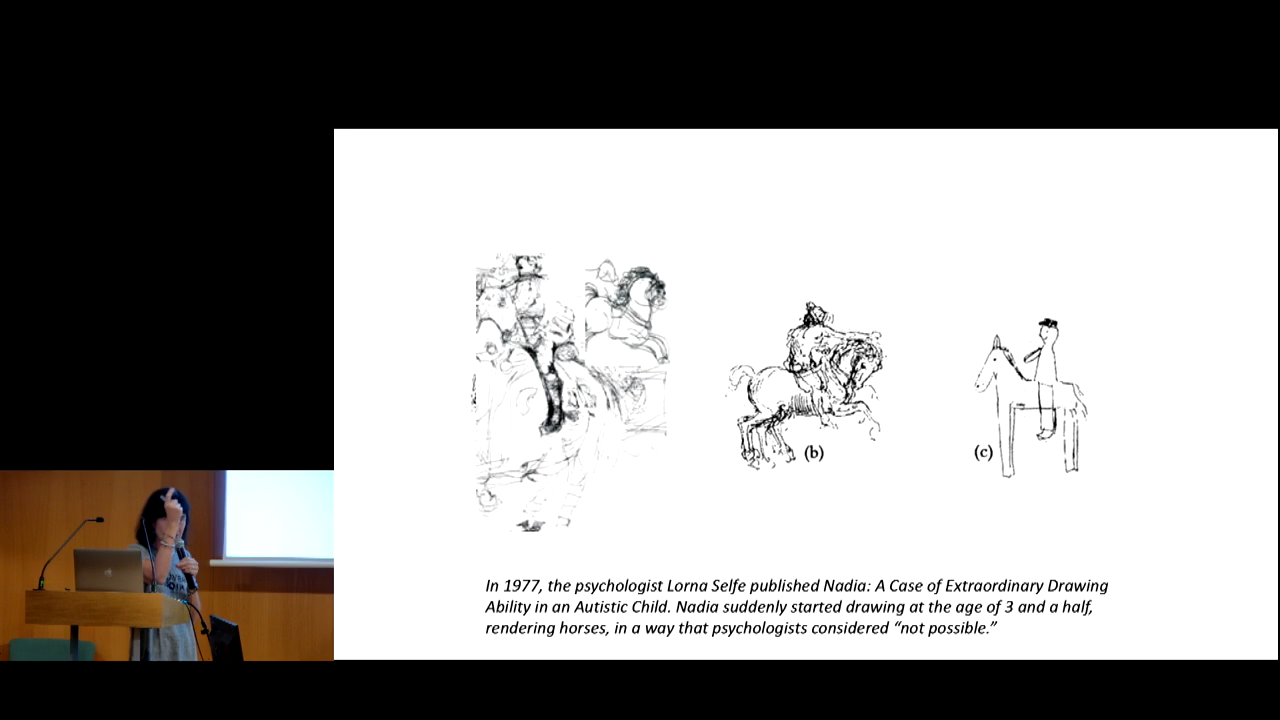 (b)
(c)
In 1977, the psychologist Lorna Selfe published Nadia: A Case of Extraordinary Drawing
Ability in an Autistic Child. Nadia suddenly started drawing at the age of 3 and a half,
rendering horses, in a way that psychologists considered “not possible.”